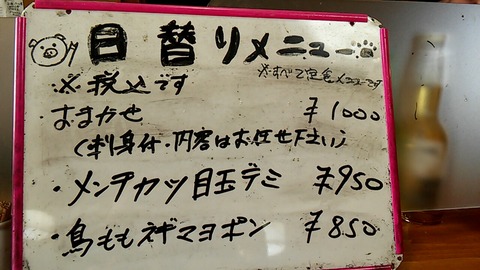 日替りメニュー
※すべて定食メニューです
・※税込です
・おまかせ ¥1000
(刺身付・内容はお任せ下さい)
・メンチカツ目玉デミ ¥950
・鳥ももネギマヨポン ¥850